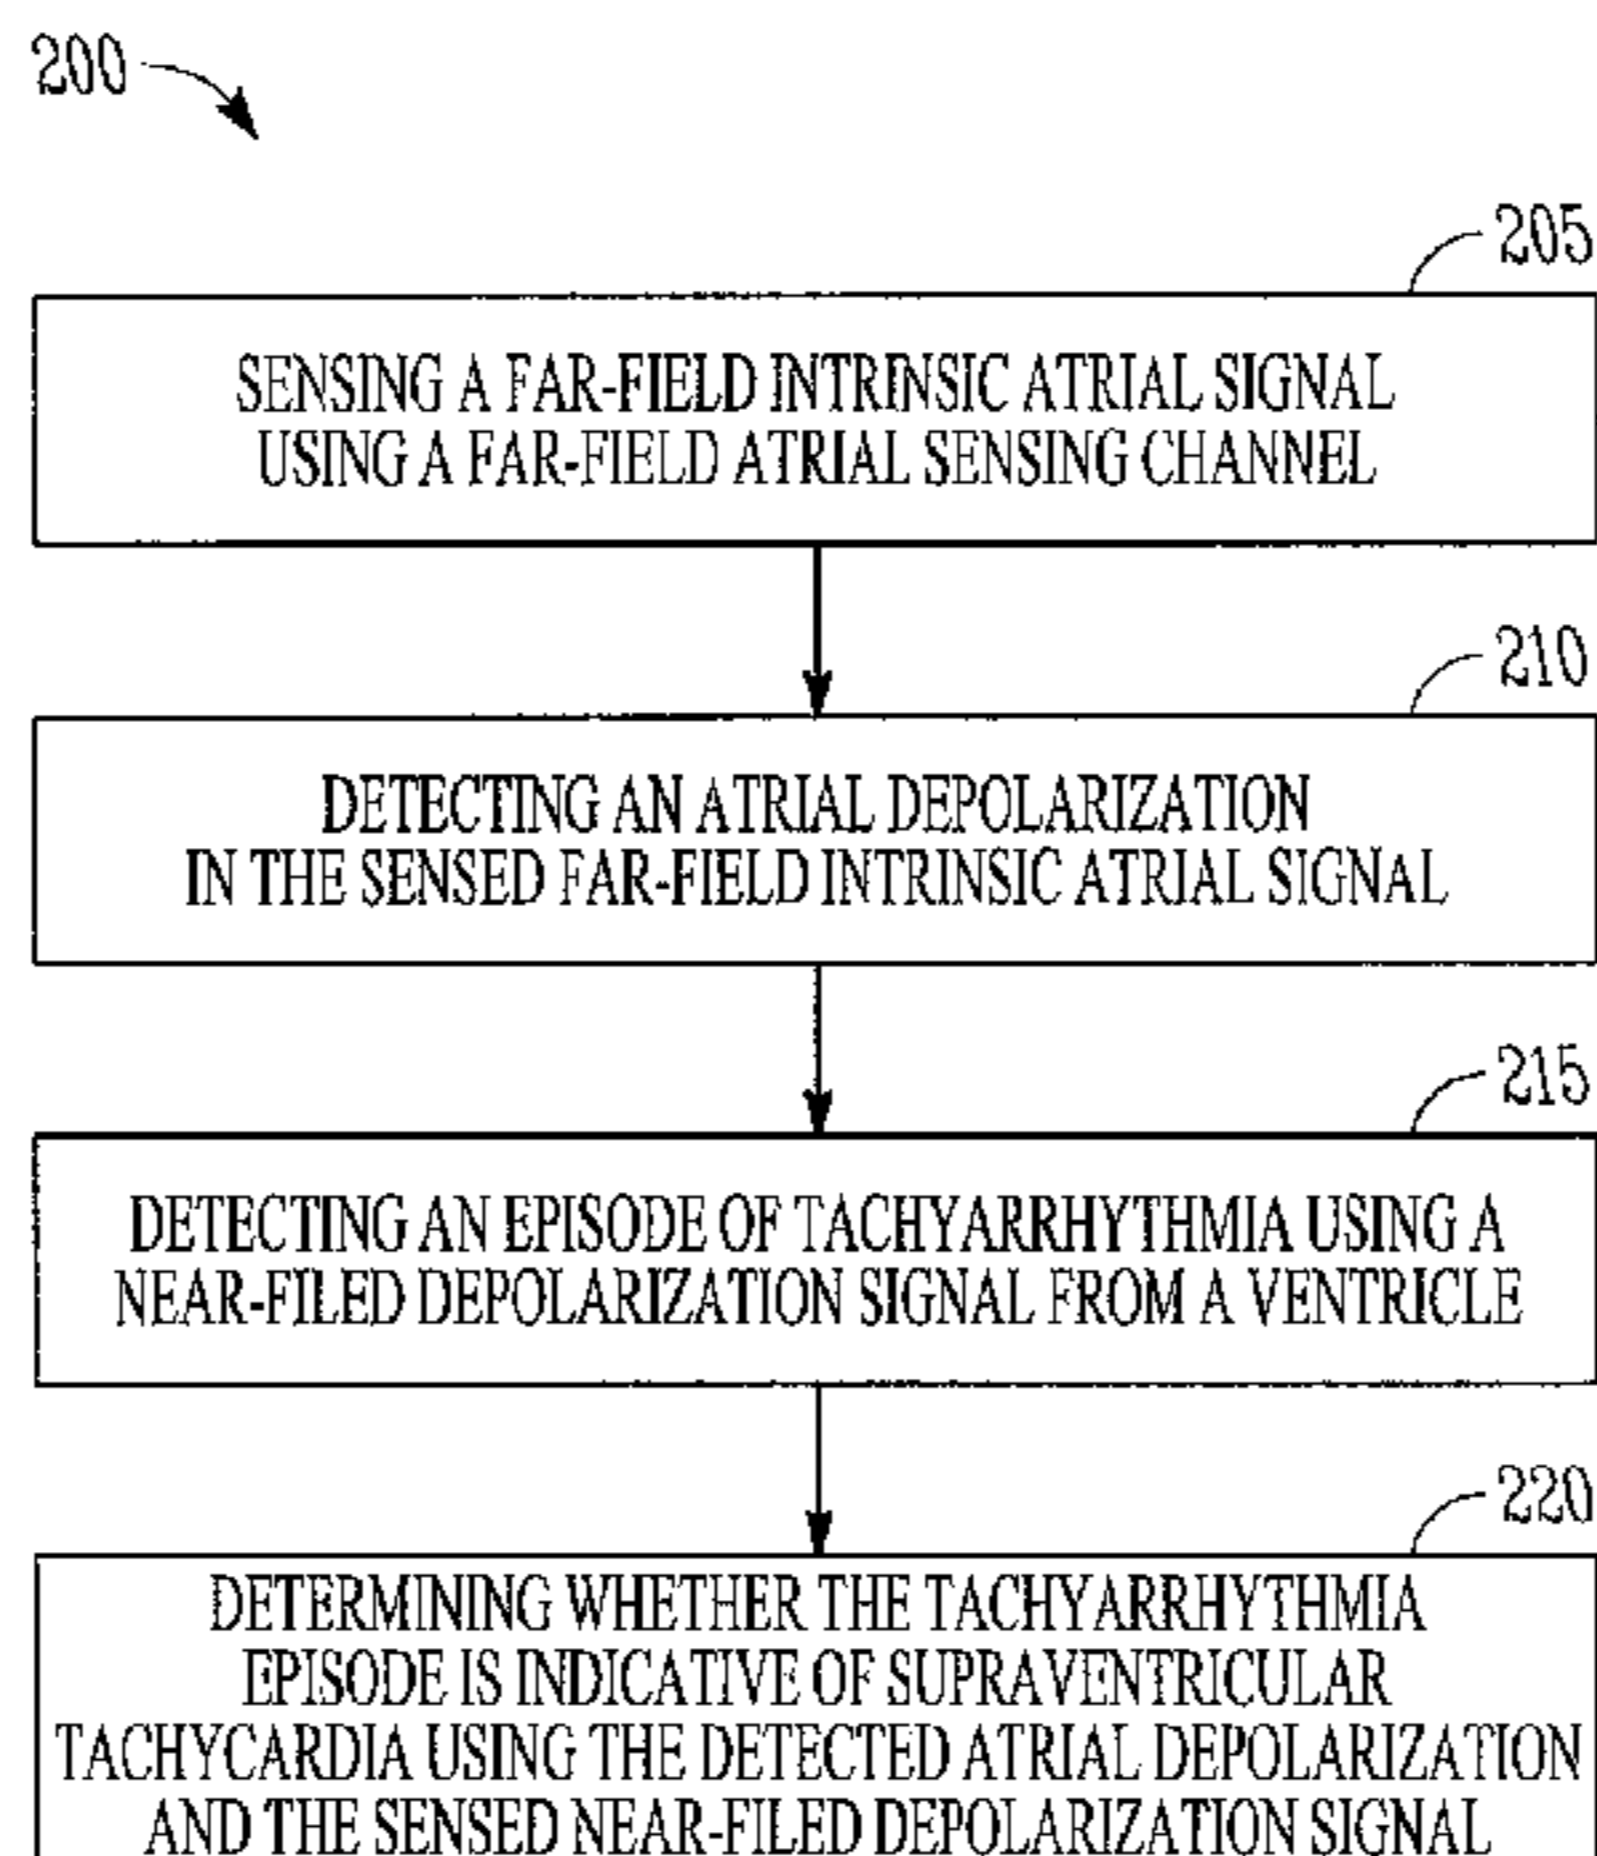 200
205
SENSING A FAR-FIELD INTRINSIC ATRIAL SIGNAL
USING A FAR-FIELD ATRIAL SENSING CHANNEL
210
DETECTING AN ATRIAL DEPOLARIZATION
IN THE SENSED FAR-FIELD INTRINSIC ATRIAL SIGNAL
215
DETECTING AN EPISODE OF TACHYARRHYTHMIA USING A
NEAR-FILED DEPOLARIZATION SIGNAL FROM A VENTRICLE
220
DETERMINING WHETHER THE TACHYARRHYTHMIA
EPISODE IS INDICATIVE OF SUPRAVENTRICULAR
TACHYCARDIA USING THE DETECTED ATRIAL DEPOLARIZATION
AND THE SENSED NEAR-FILED DEPOLARIZATION SIGNAL